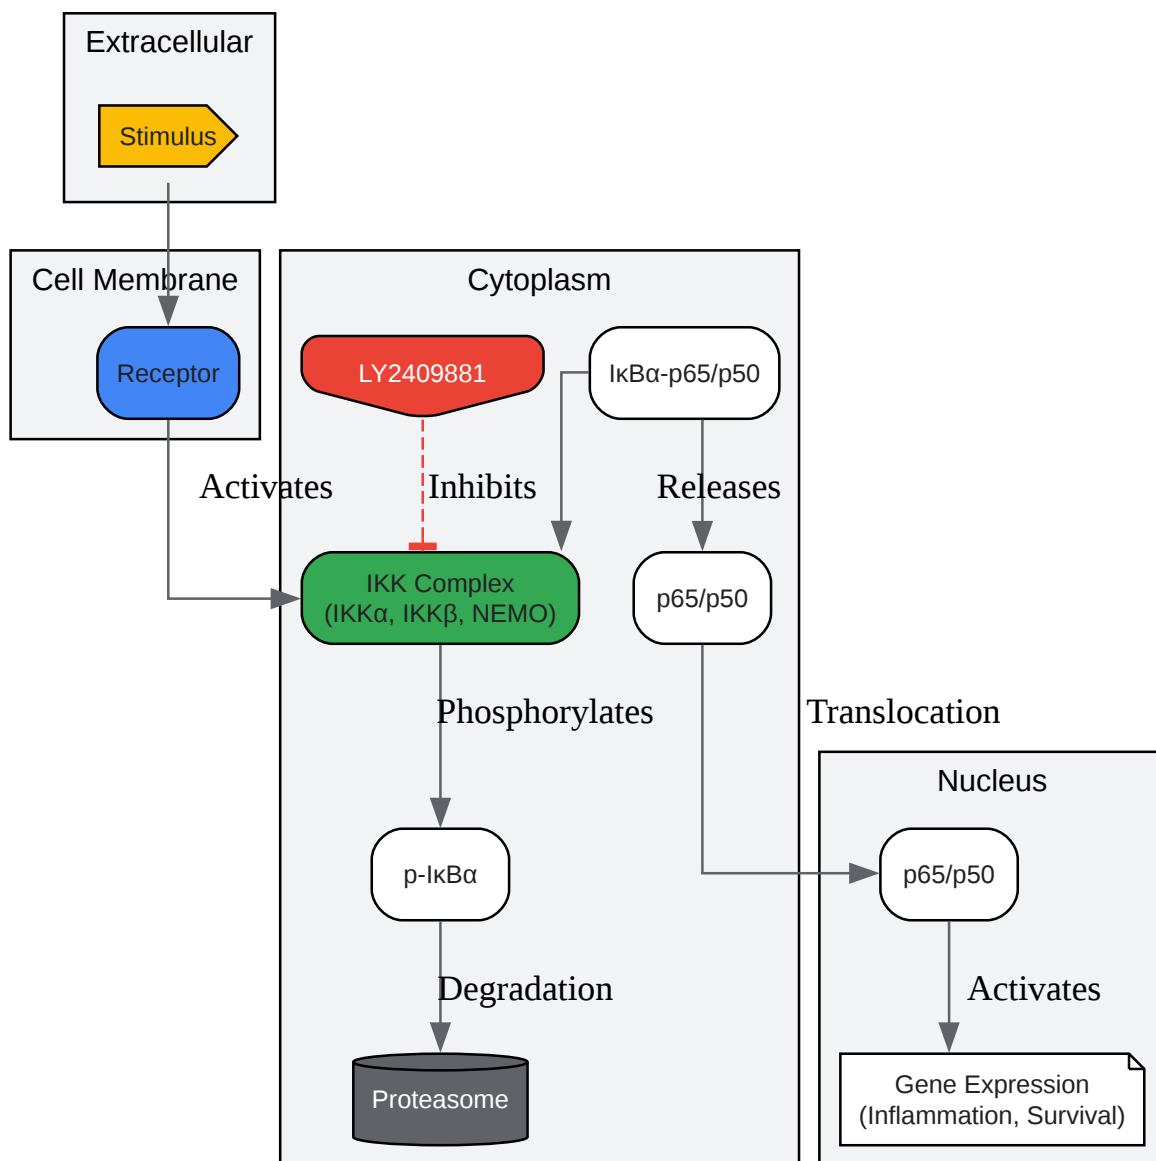 Extracellular
Stimulus
Cell Membrane
Cytoplasm
Receptor
LY2409881
IκBα-p65/p50
Activates
Inhibits
Releases
IKK Complex
(IKKα, IKKβ, NEMO)
p65/p50
Phosphorylates
Translocation
Nucleus
p-IκBα
p65/p50
Degradation
Activates
Proteasome
Gene Expression
(Inflammation, Survival)